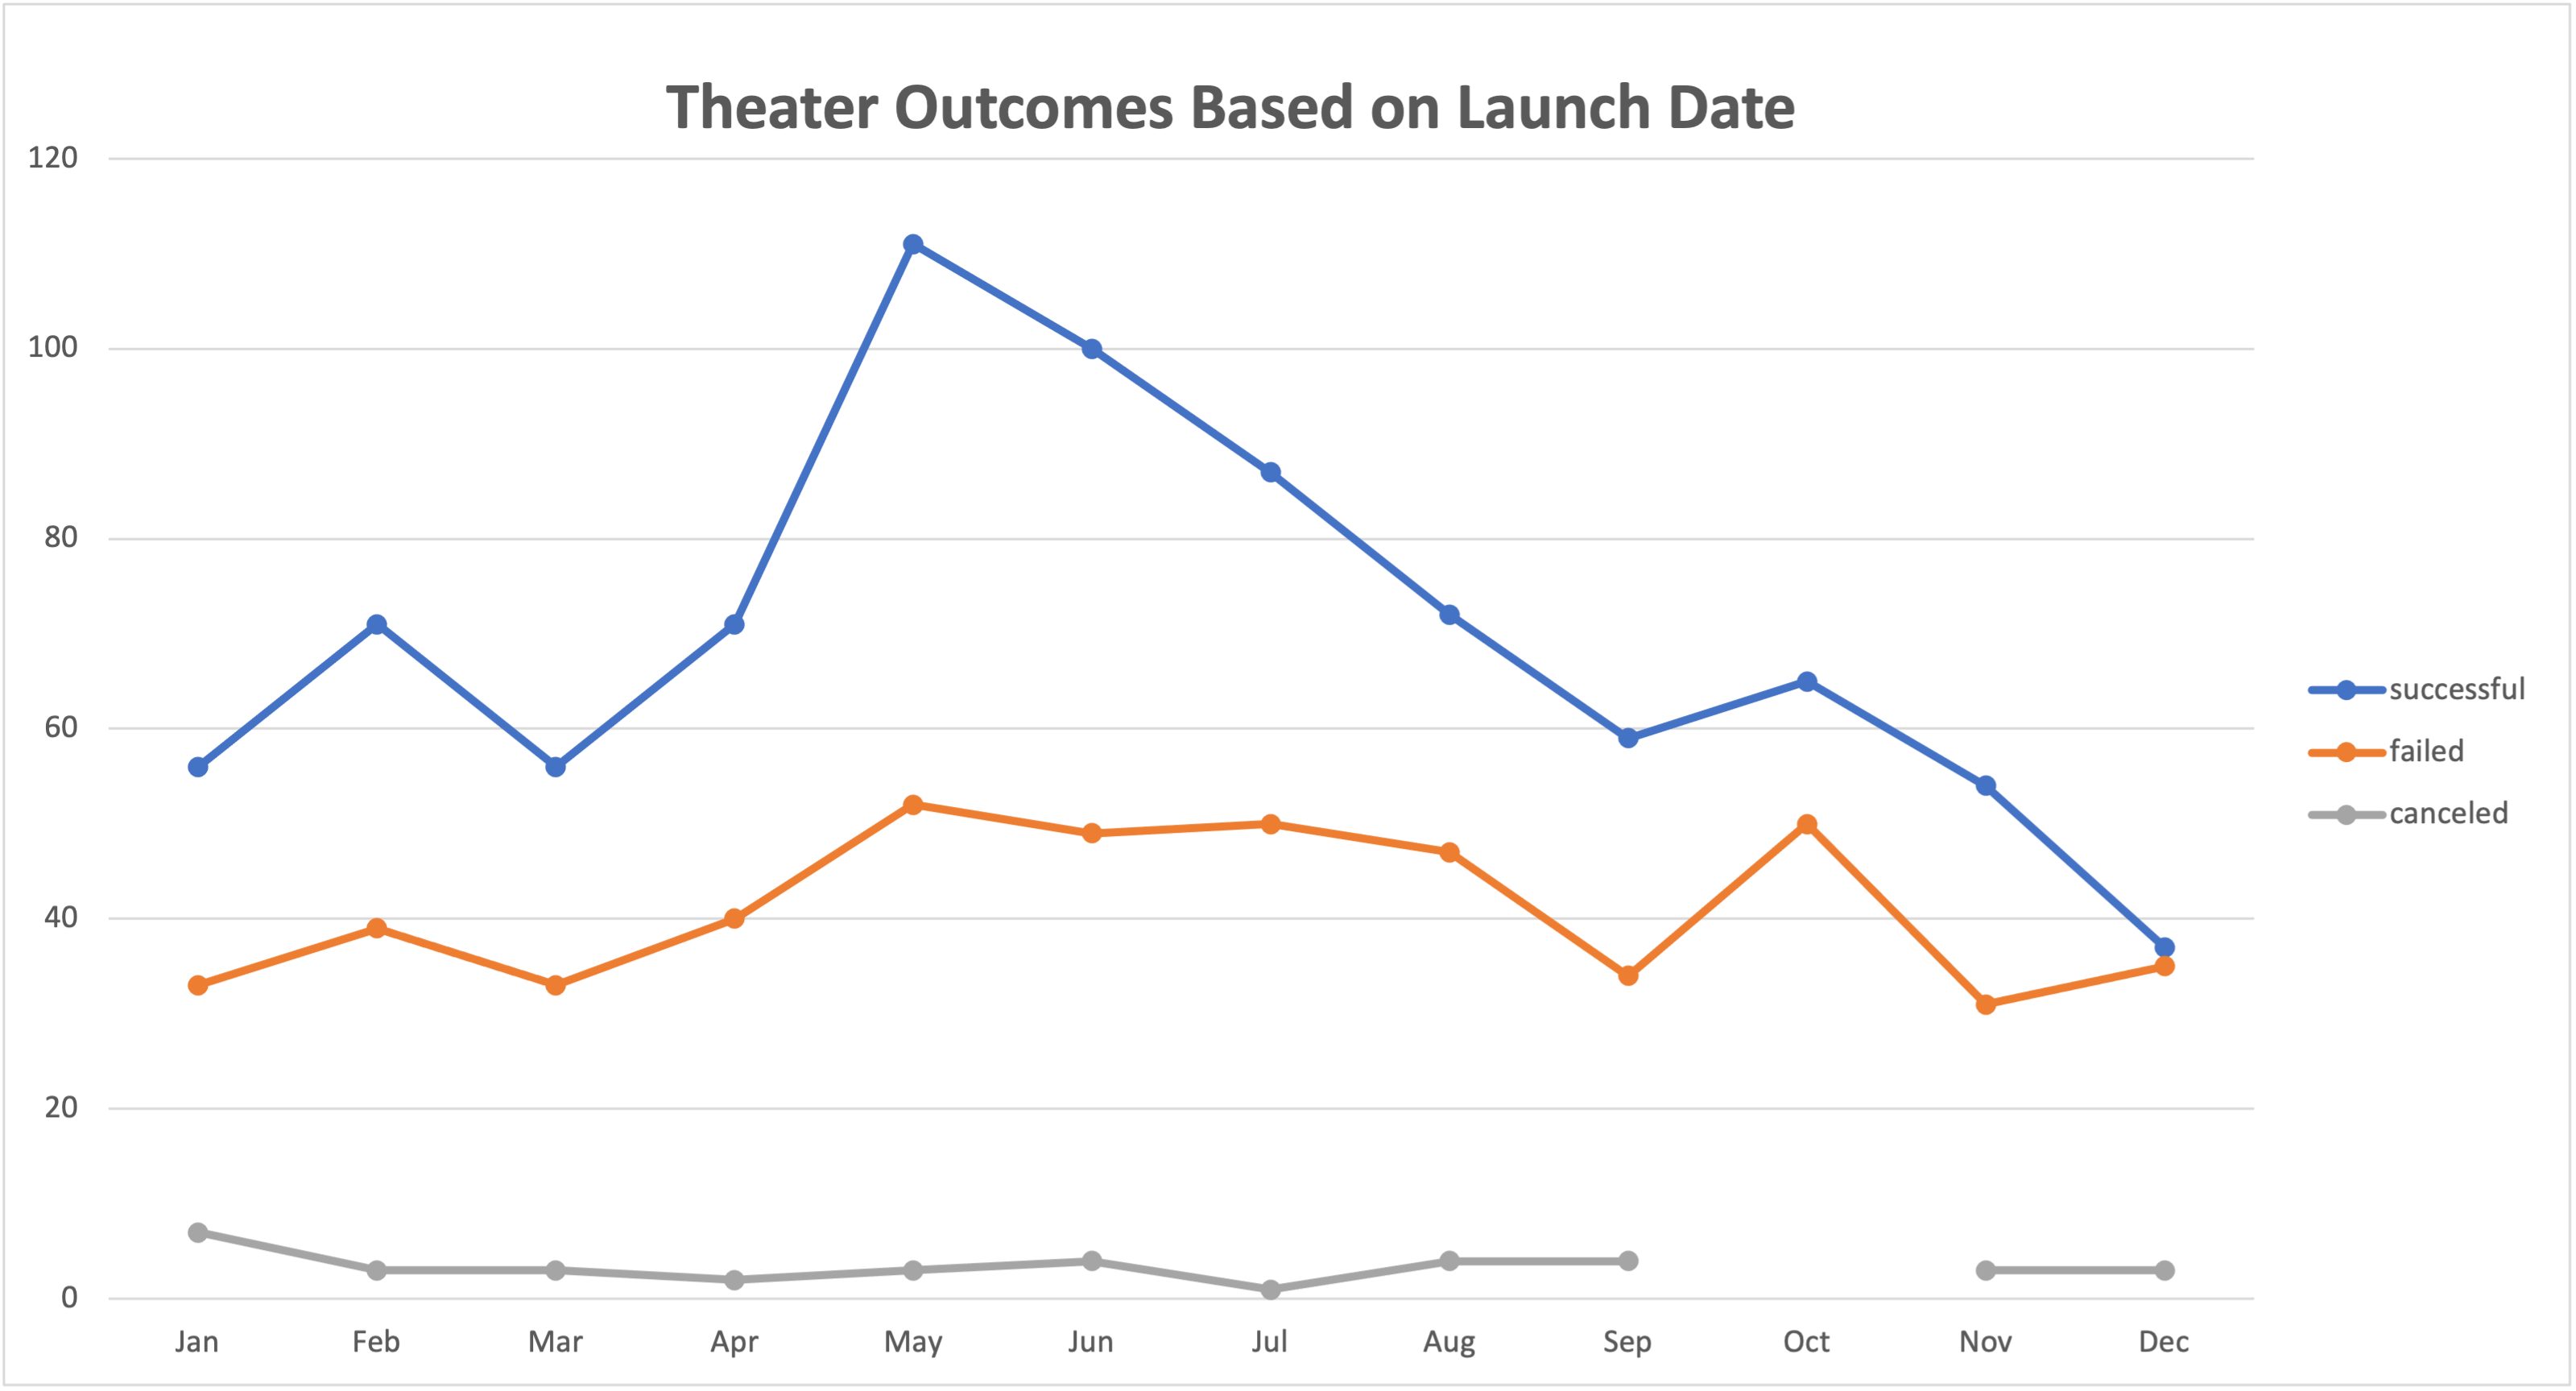 Theater Outcomes Based on Launch Date
120
100
80
60
40
20
0
Jan Feb Mar Apr May Jun Jul Aug Sep Oct Nov Dec
successful
failed
canceled